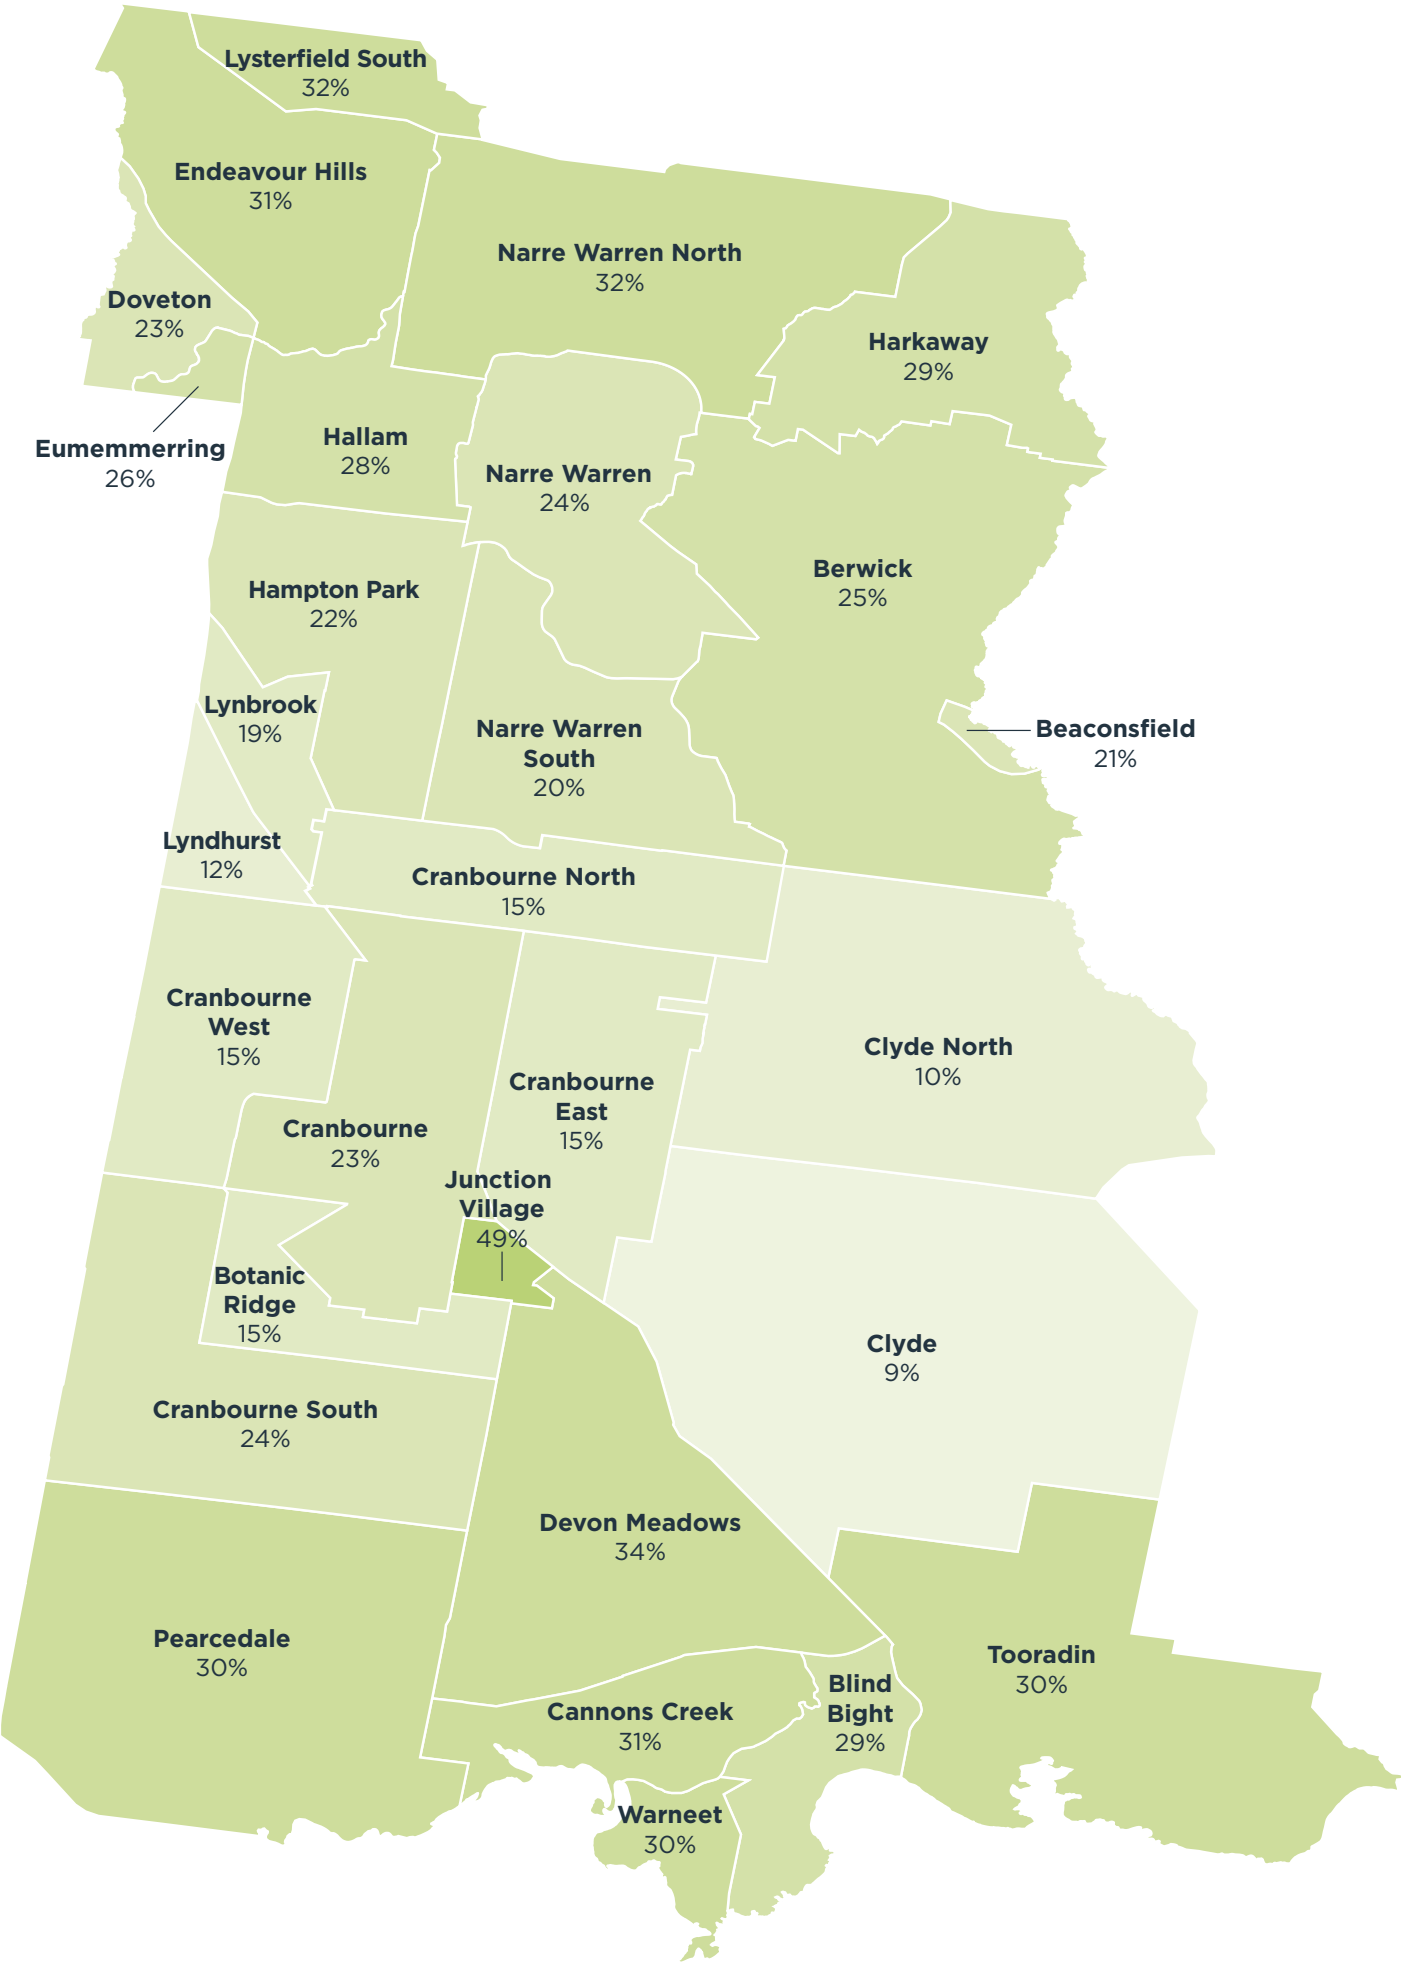 Lysterfield South
32%
Endeavour Hills
31%
Narre Warren North
32%
Doveton
23%
Harkaway
29%
Eumemmerring
26%
Hallam
28%
Narre Warren
24%
Berwick
25%
Hampton Park
22%
Lynbrook
19%
Narre Warren
South
20%
Beaconsfield
21%
Lyndhurst
12%
Cranbourne North
15%
Cranbourne
West
15%
Clyde North
10%
Cranbourne
East
15%
Cranbourne
23%
Junction
Village
49%
Botanic
Ridge
15%
Clyde
9%
Cranbourne South
24%
Devon Meadows
34%
Pearcedale
30%
Tooradin
30%
Blind
Bight
29%
Cannons Creek
31%
Warneet
30%